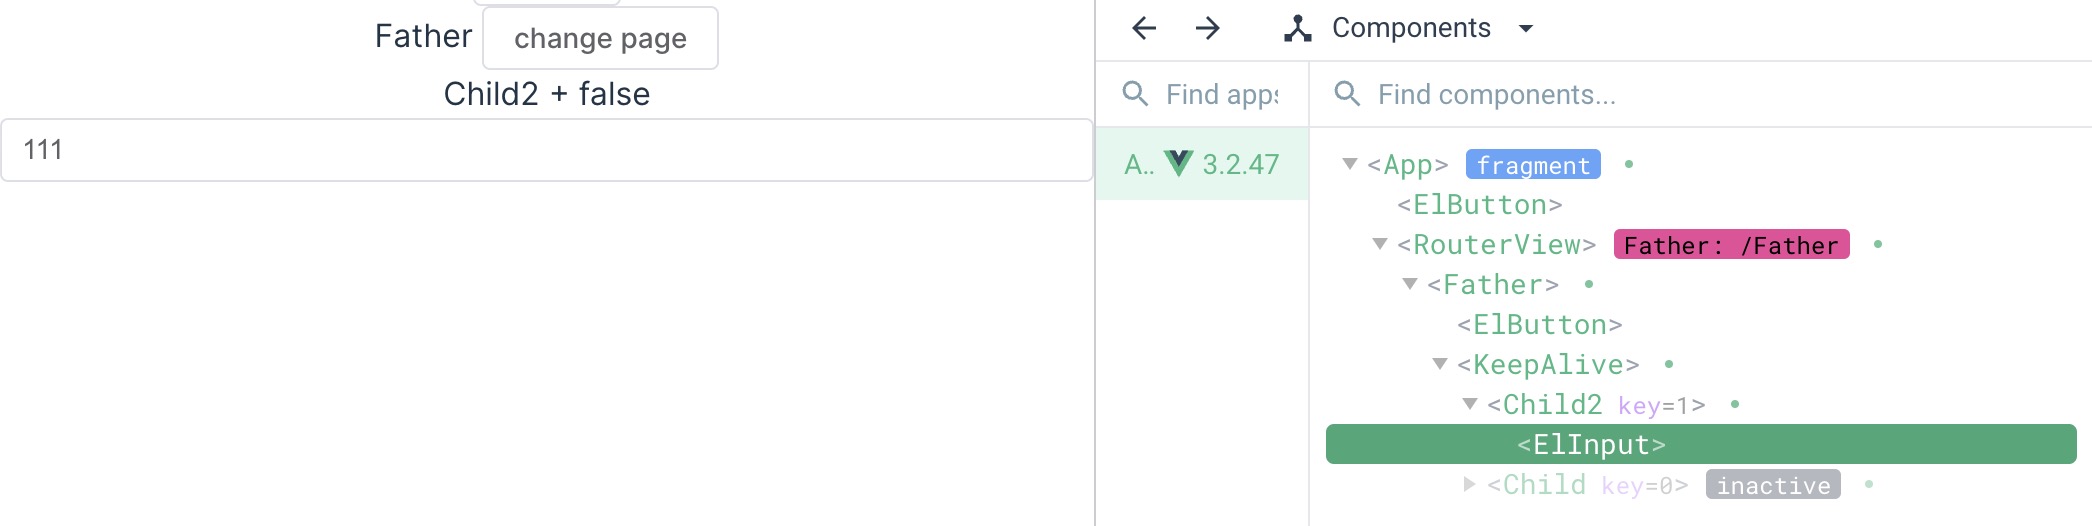 Father change page
Child2 + false
111
Components
Find apps
Find components...
A.. 3.2.47
<App> fragment
<ElButton>
<RouterView> Father: /Father
<Father>
<ElButton>
<KeepAlive>
<Child2 key=1>
<ElInput>
<Child key=0> inactive